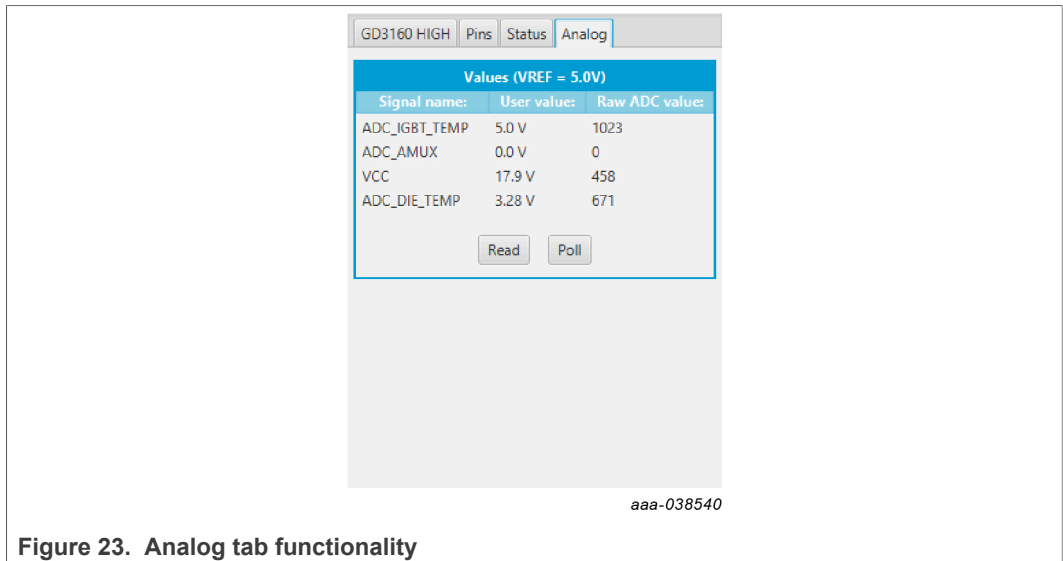 GD3160 HIGH Pins Status Analog
Values (VREF = 5.0V)
Signal name: User value: Raw ADC value:
ADC_IGBT_TEMP 5.0 V 1023
ADC_AMUX 0.0 V 0
VCC 17.9 V 458
ADC_DIE_TEMP 3.28 V 671
Read Poll
aaa-038540
Figure 23. Analog tab functionality